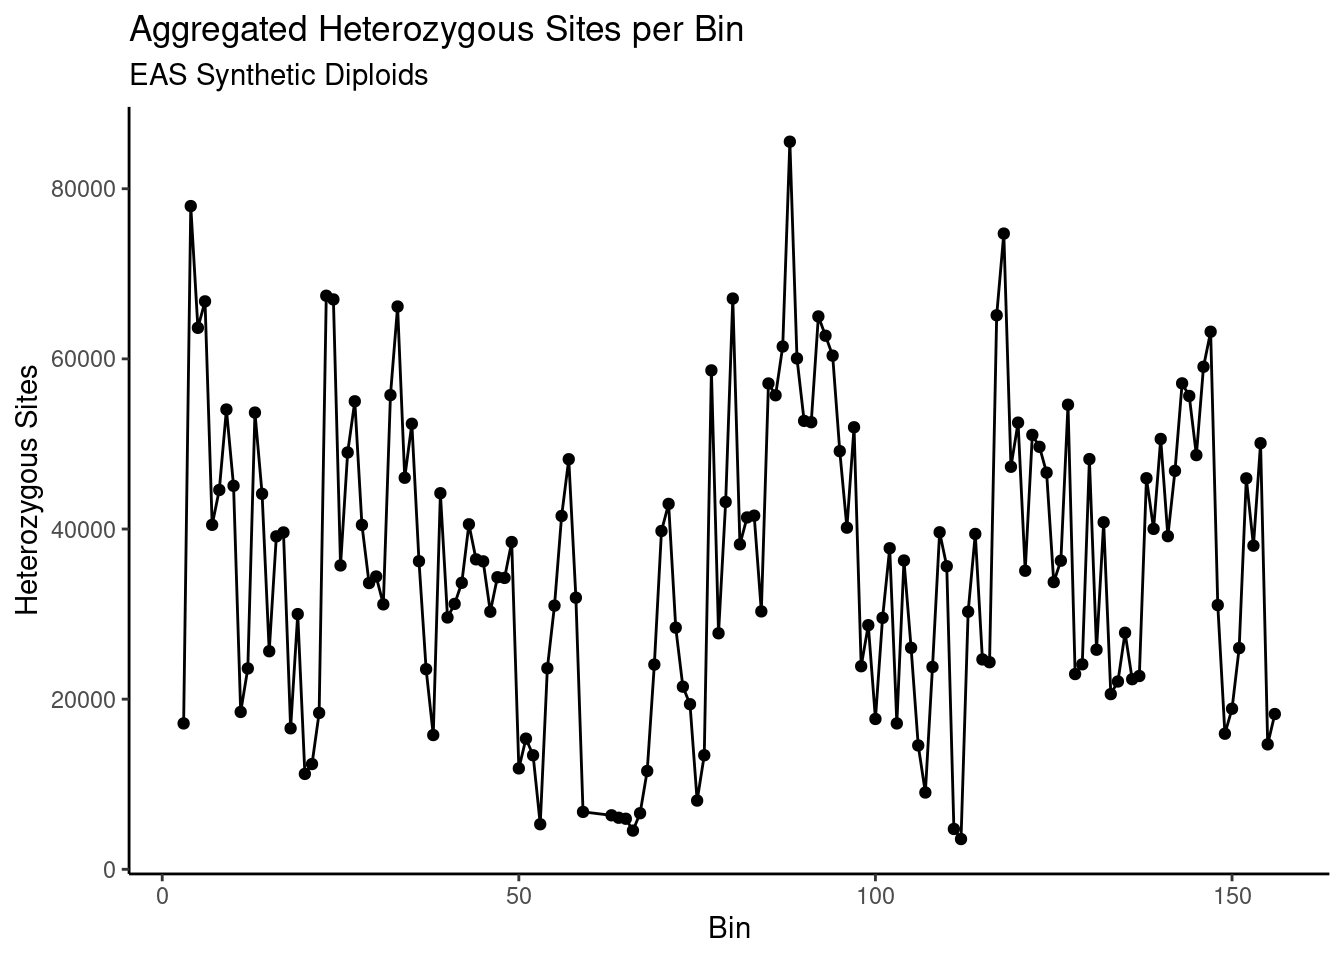 Aggregated Heterozygous Sites per Bin
EAS Synthetic Diploids
Heterozygous Sites
80000
60000
40000
20000
0
0 50 100 150
Bin